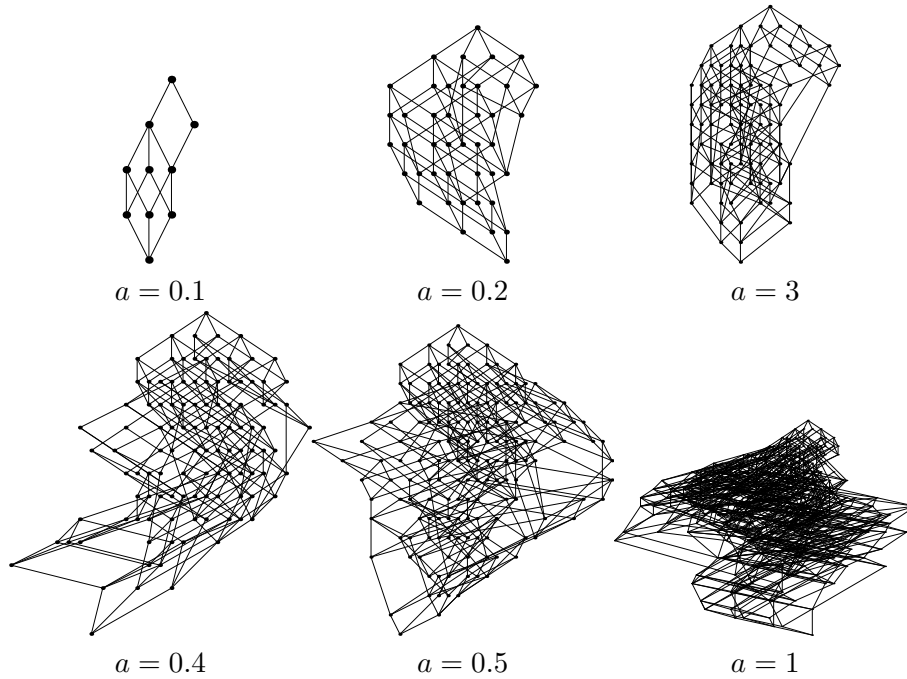 a = 0.1
a = 0.2
a = 3
a = 0.4
a = 0.5
a = 1